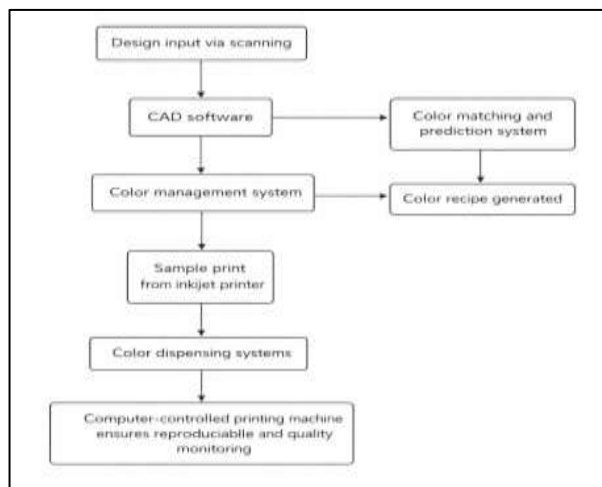 Design input via scanning
CAD software
Color matching and
prediction system
Color management system
Color recipe generated
Sample print
from inkijet printer
Color dispensing systems
Computer-controlled printing machine
ensures reproduciablle and quality
monitoring